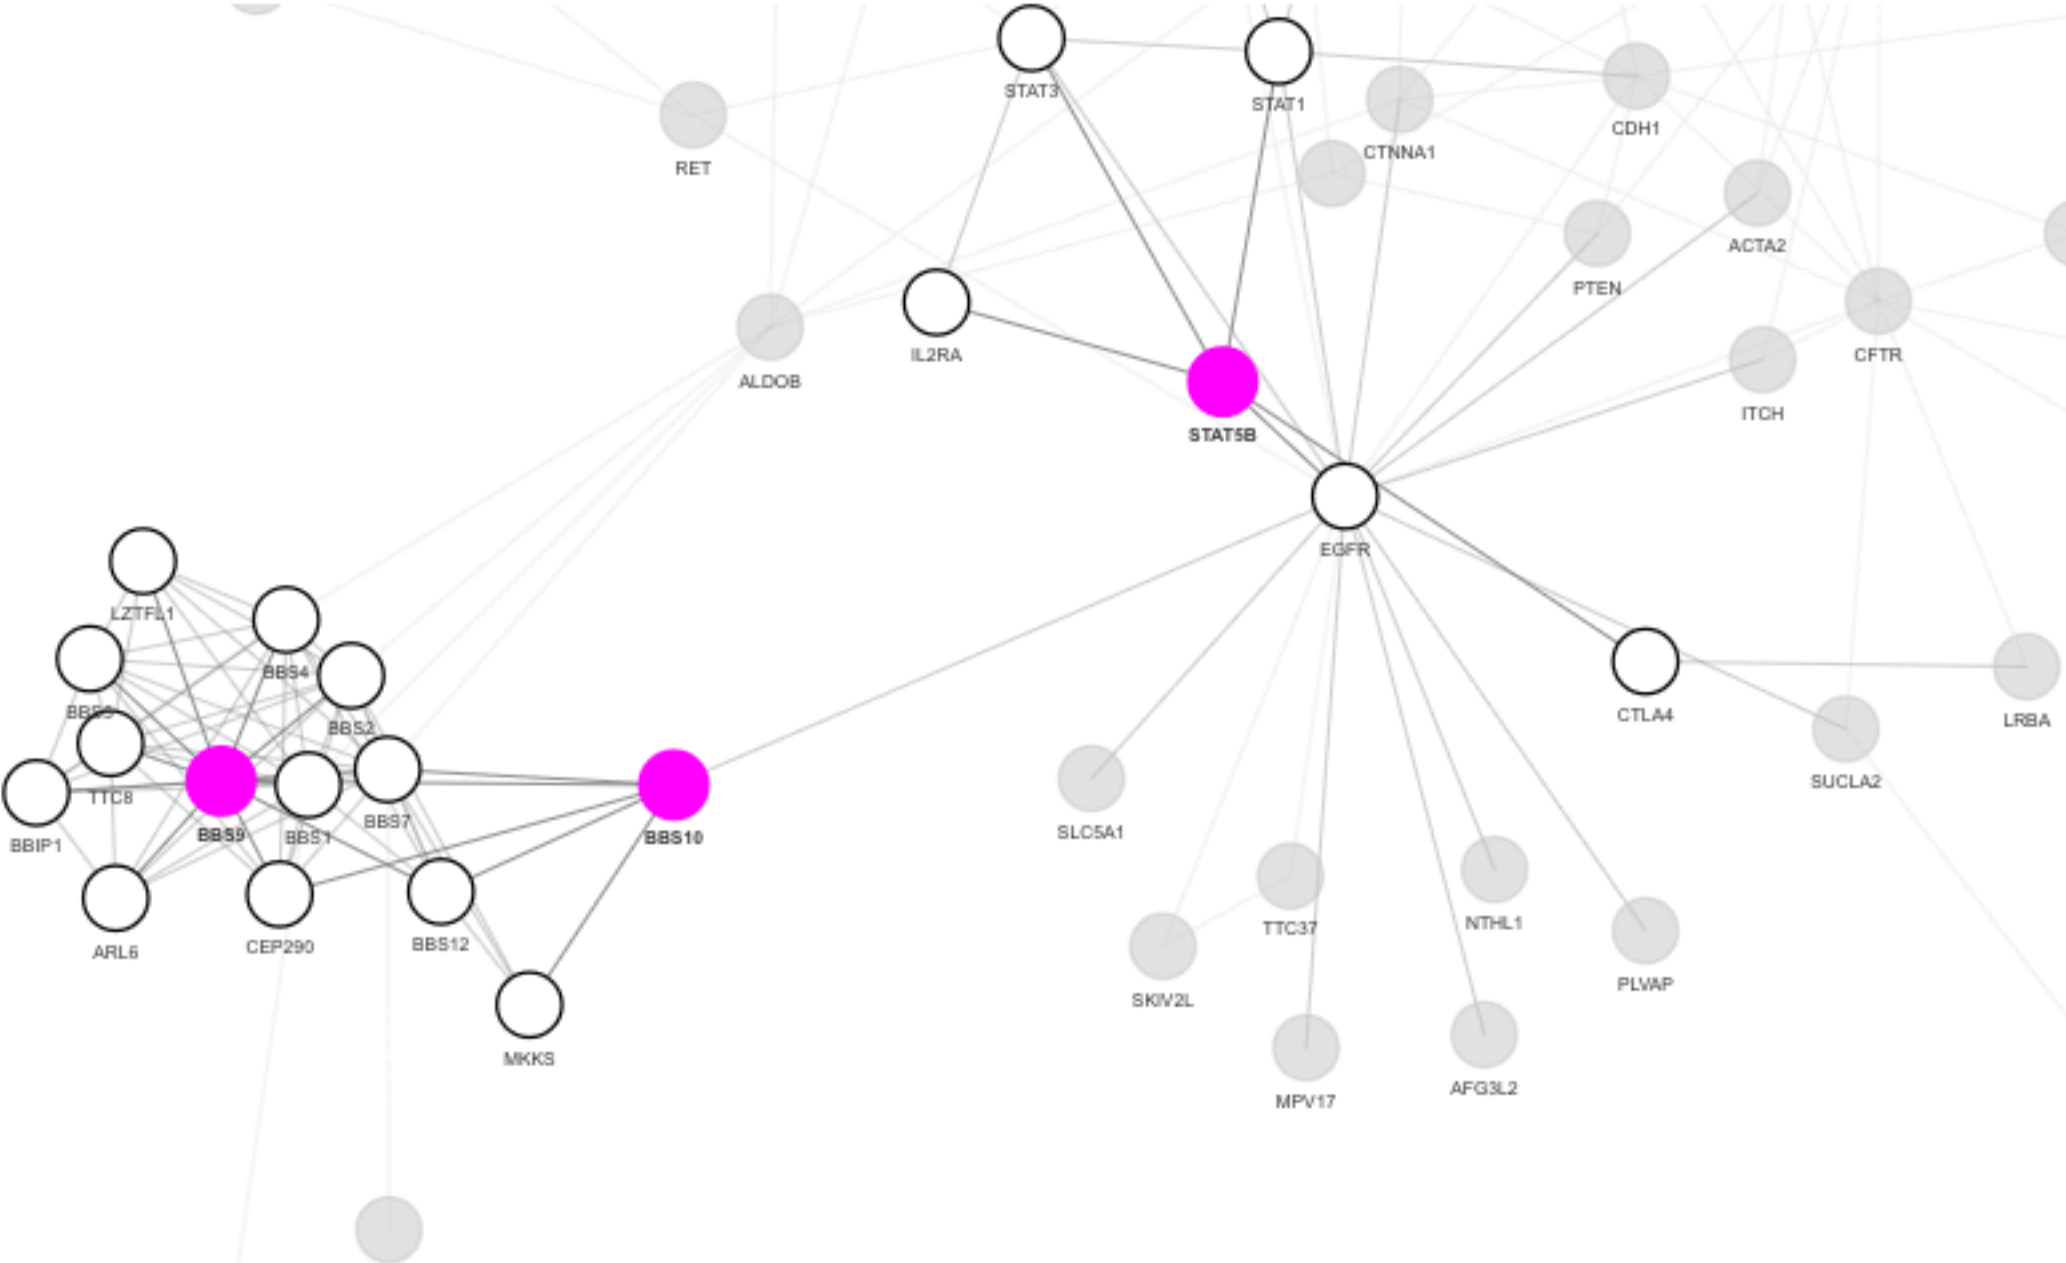 STAT3
STAT1
CDH1
CTNNA1
RET
ACTA2
PTEN
IL2RA
CFTR
ALDOB
ITCH
STAT5B
EGFR
LZTFL1
BBS4
BBS2
CTLA4
LRBA
SUCLA2
TTC8
BBS7
SLC5A1
BBS9
BBS1
BBS10
BBIP1
NTHL1
TTC37
BBS12
CEP290
ARL6
PLVAP
SKIV2L
MKKS
AFG3L2
MPV17